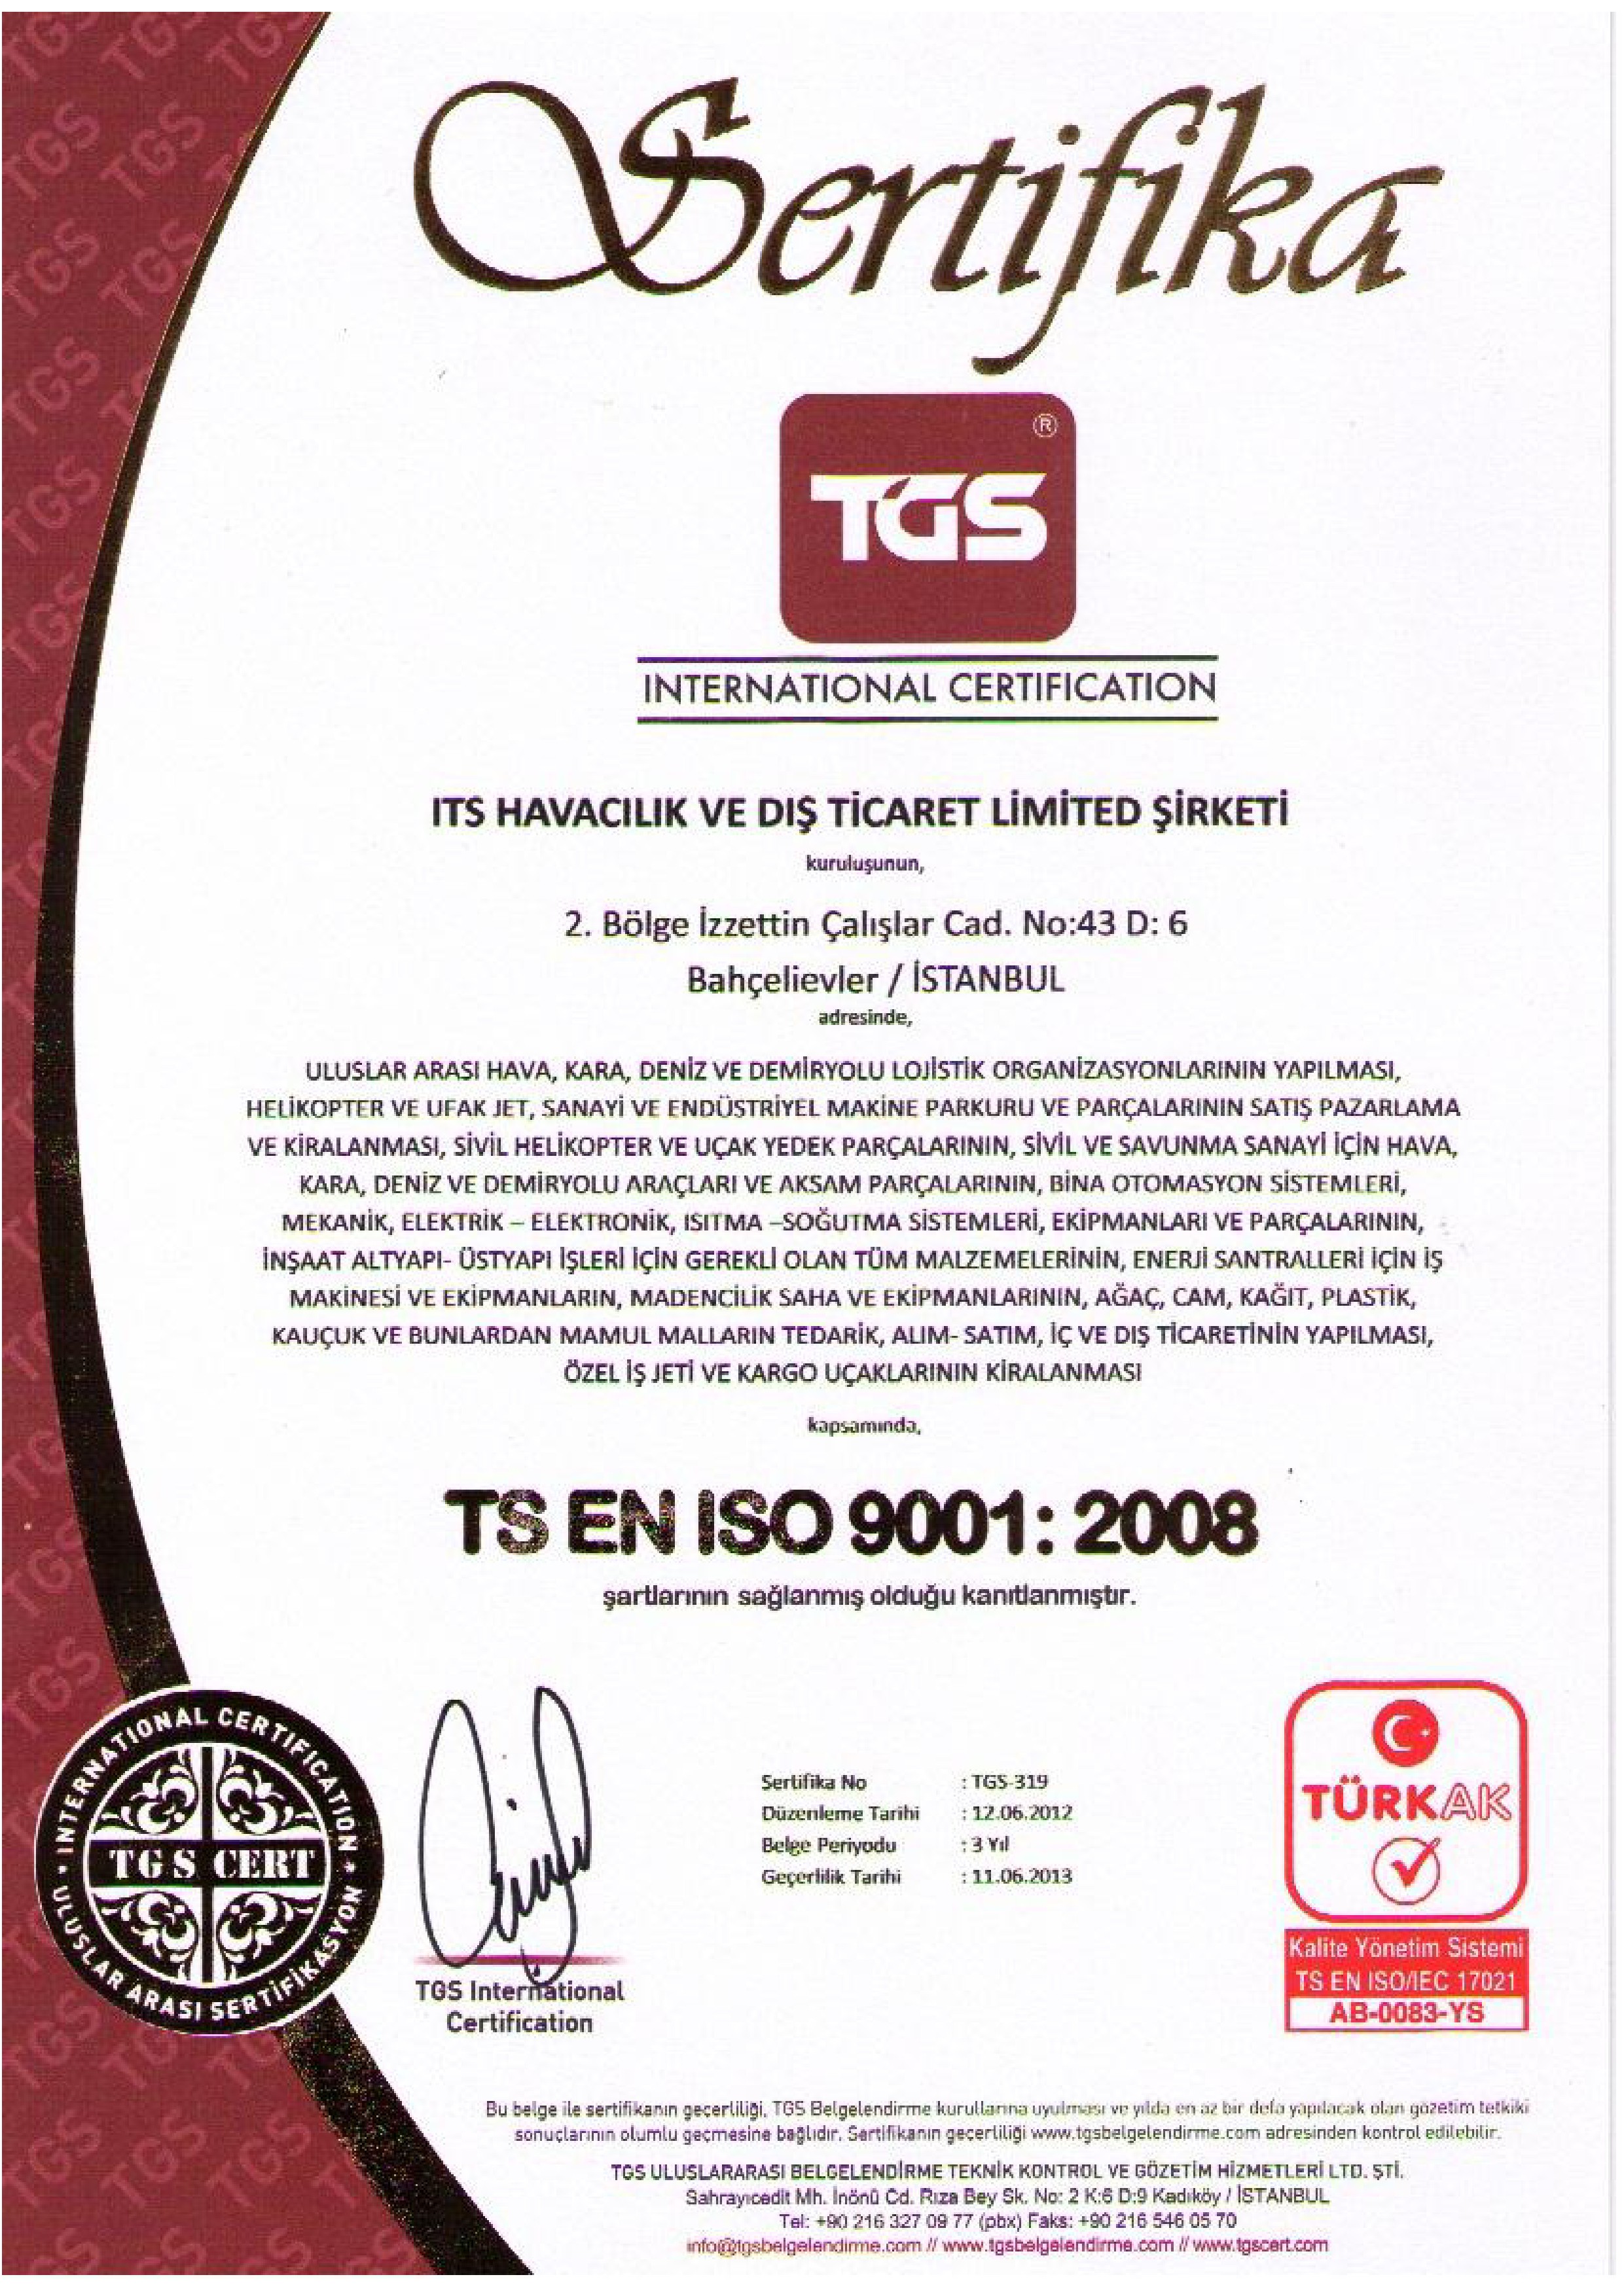 Sertifika
TGS
®
INTERNATIONAL CERTIFICATION
ITS HAVACILIK VE DIŞ TİCARET LİMİTED ŞİRKETİ
kuruluşunun,
2. Bölge İzzettin Çalışlar Cad. No:43 D: 6
Bahçelievler / İSTANBUL
adresinde,
ULUSLAR ARASI HAVA, KARA, DENİZ VE DEMİRYOLU LOJİSTİK ORGANİZASYONLARININ YAPILMASI,
HELİKOPTER VE UFAK JET, SANAYİ VE ENDÜSTRİYEL MAKİNE PARKURU VE PARÇALARININ SATIŞ PAZARLAMA
VE KİRALANMASI, SİVİL HELİKOPTER VE UÇAK YEDEK PARÇALARININ, SİVİL VE SAVUNMA SANAYİ İÇİN HAVA,
KARA, DENİZ VE DEMİRYOLU ARAÇLARI VE AKSAM PARÇALARININ, BİNA OTOMASYON SİSTEMLERİ,
MEKANİK, ELEKTRİK – ELEKTRONİK, ISITMA –SOĞUTMA SİSTEMLERİ, EKİPMANLARI VE PARÇALARININ,
İNŞAAT ALTYAPI- ÜSTYAPI İŞLERİ İÇİN GEREKLİ OLAN TÜM MALZEMELERİNİN, ENERJİ SANTRALLERİ İÇİN İŞ
MAKİNESİ VE EKİPMANLARIN, MADENCİLİK SAHA VE EKİPMANLARININ, AĞAÇ, CAM, KAĞIT, PLASTİK,
KAUÇUK VE BUNLARDAN MAMUL MALLARIN TEDARİK, ALIM- SATIM, İÇ VE DIŞ TİCARETİNİN YAPILMASI,
ÖZEL İŞ JETİ VE KARGO UÇAKLARININ KİRALANMASI
kapsamında,
TS EN ISO 9001: 2008
şartlarının sağlanmış olduğu kanıtlanmıştır.
INTERNATIONAL CERTIFICATION
TGS CERT
ULUSLAR ARASI SERTİFİKASYON
TGS International
Certification
Sertifika No : TGS-319
Düzenleme Tarihi : 12.06.2012
Belge Periyodu : 3 Yıl
Geçerlilik Tarihi : 11.06.2013
TÜRKAK
Kalite Yönetim Sistemi
TS EN ISO/IEC 17021
AB-0083-YS
Bu belge ile sertifikanın geçerliliği, TGS Belgelendirme kurullarına uyulması ve yılda en az bir defa yapılacak olan gözetim tetkiki
sonuçlarının olumlu geçmesine bağlıdır. Sertifikanın geçerliliği www.tgsbelgelendirme.com adresinden kontrol edilebilir.
TGS ULUSLARARASI BELGELENDİRME TEKNİK KONTROL VE GÖZETİM HİZMETLERİ LTD. ŞTİ.
Sahrayıcedit Mh. İnönü Cd. Rıza Bey Sk. No: 2 K:6 D:9 Kadıköy / İSTANBUL
Tel: +90 216 327 09 77 (pbx) Faks: +90 216 546 05 70
info@tgsbelgelendirme.com // www.tgsbelgelendirme.com // www.tgscert.com